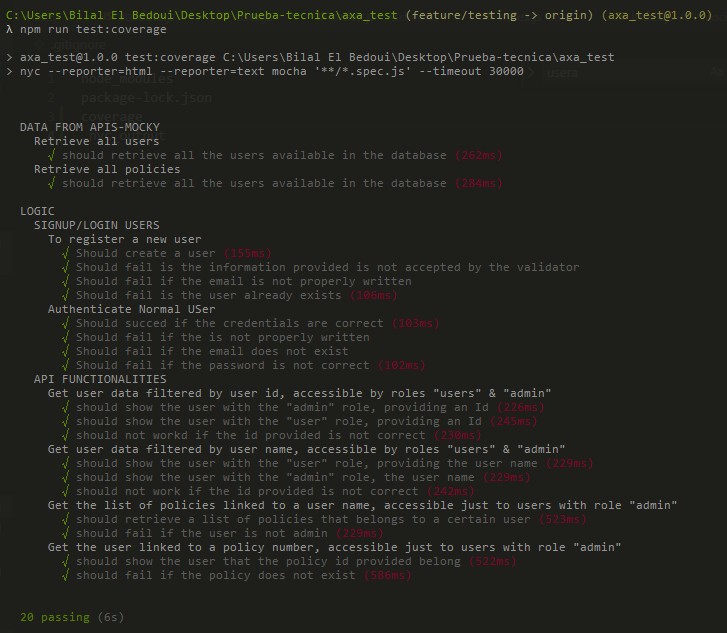 C:\Users\Bilal El Bedoui\Desktop\Prueba-tecnica\axa_test (feature/testing -> origin) (axa_test@1.0.0)
λ npm run test:coverage
> axa_test@1.0.0 test:coverage C:\Users\Bilal El Bedoui\Desktop\Prueba-tecnica\axa_test
> nyc --reporter=html --reporter=text mocha '**/*.spec.js' --timeout 30000
package-lock.json
coverage
DATA FROM APIS-MOCKY
Retrieve all users
√ should retrieve all the users available in the database (262ms)
Retrieve all policies
√ should retrieve all the users available in the database (284ms)
LOGIC
SIGNUP/LOGIN USERS
To register a new user
√ Should create a user (155ms)
√ Should fail is the information provided is not accepted by the validator
√ Should fail if the email is not properly written
√ Should fail is the user already exists (106ms)
Authenticate Normal USer
√ Should succed if the credentials are correct (103ms)
√ Should fail if the is not properly written
√ Should fail if the email does not exist
√ Should fail if the password is not correct (102ms)
API FUNCTIONALITIES
Get user data filtered by user id, accessible by roles "users" & "admin"
√ should show the user with the "admin" role, providing an Id (226ms)
√ should show the user with the "user" role, providing an Id (245ms)
√ should not workd if the id provided is not correct (230ms)
Get user data filtered by user name, accessible by roles "users" & "admin"
√ should show the user with the "user" role, providing the user name (229ms)
√ should show the user with the "admin" role, the user name (229ms)
√ should not work if the id provided is not correct (242ms)
Get the list of policies linked to a user name, accessible just to users with role "admin"
√ should retrieve a list of policies that belongs to a certain user (523ms)
√ should fail if the user is not admin (229ms)
Get the user linked to a policy number, accessible just to users with role "admin"
√ should show the user that the policy id provided belong (522ms)
√ should fail if the policy does not exist (586ms)
20 passing (6s)